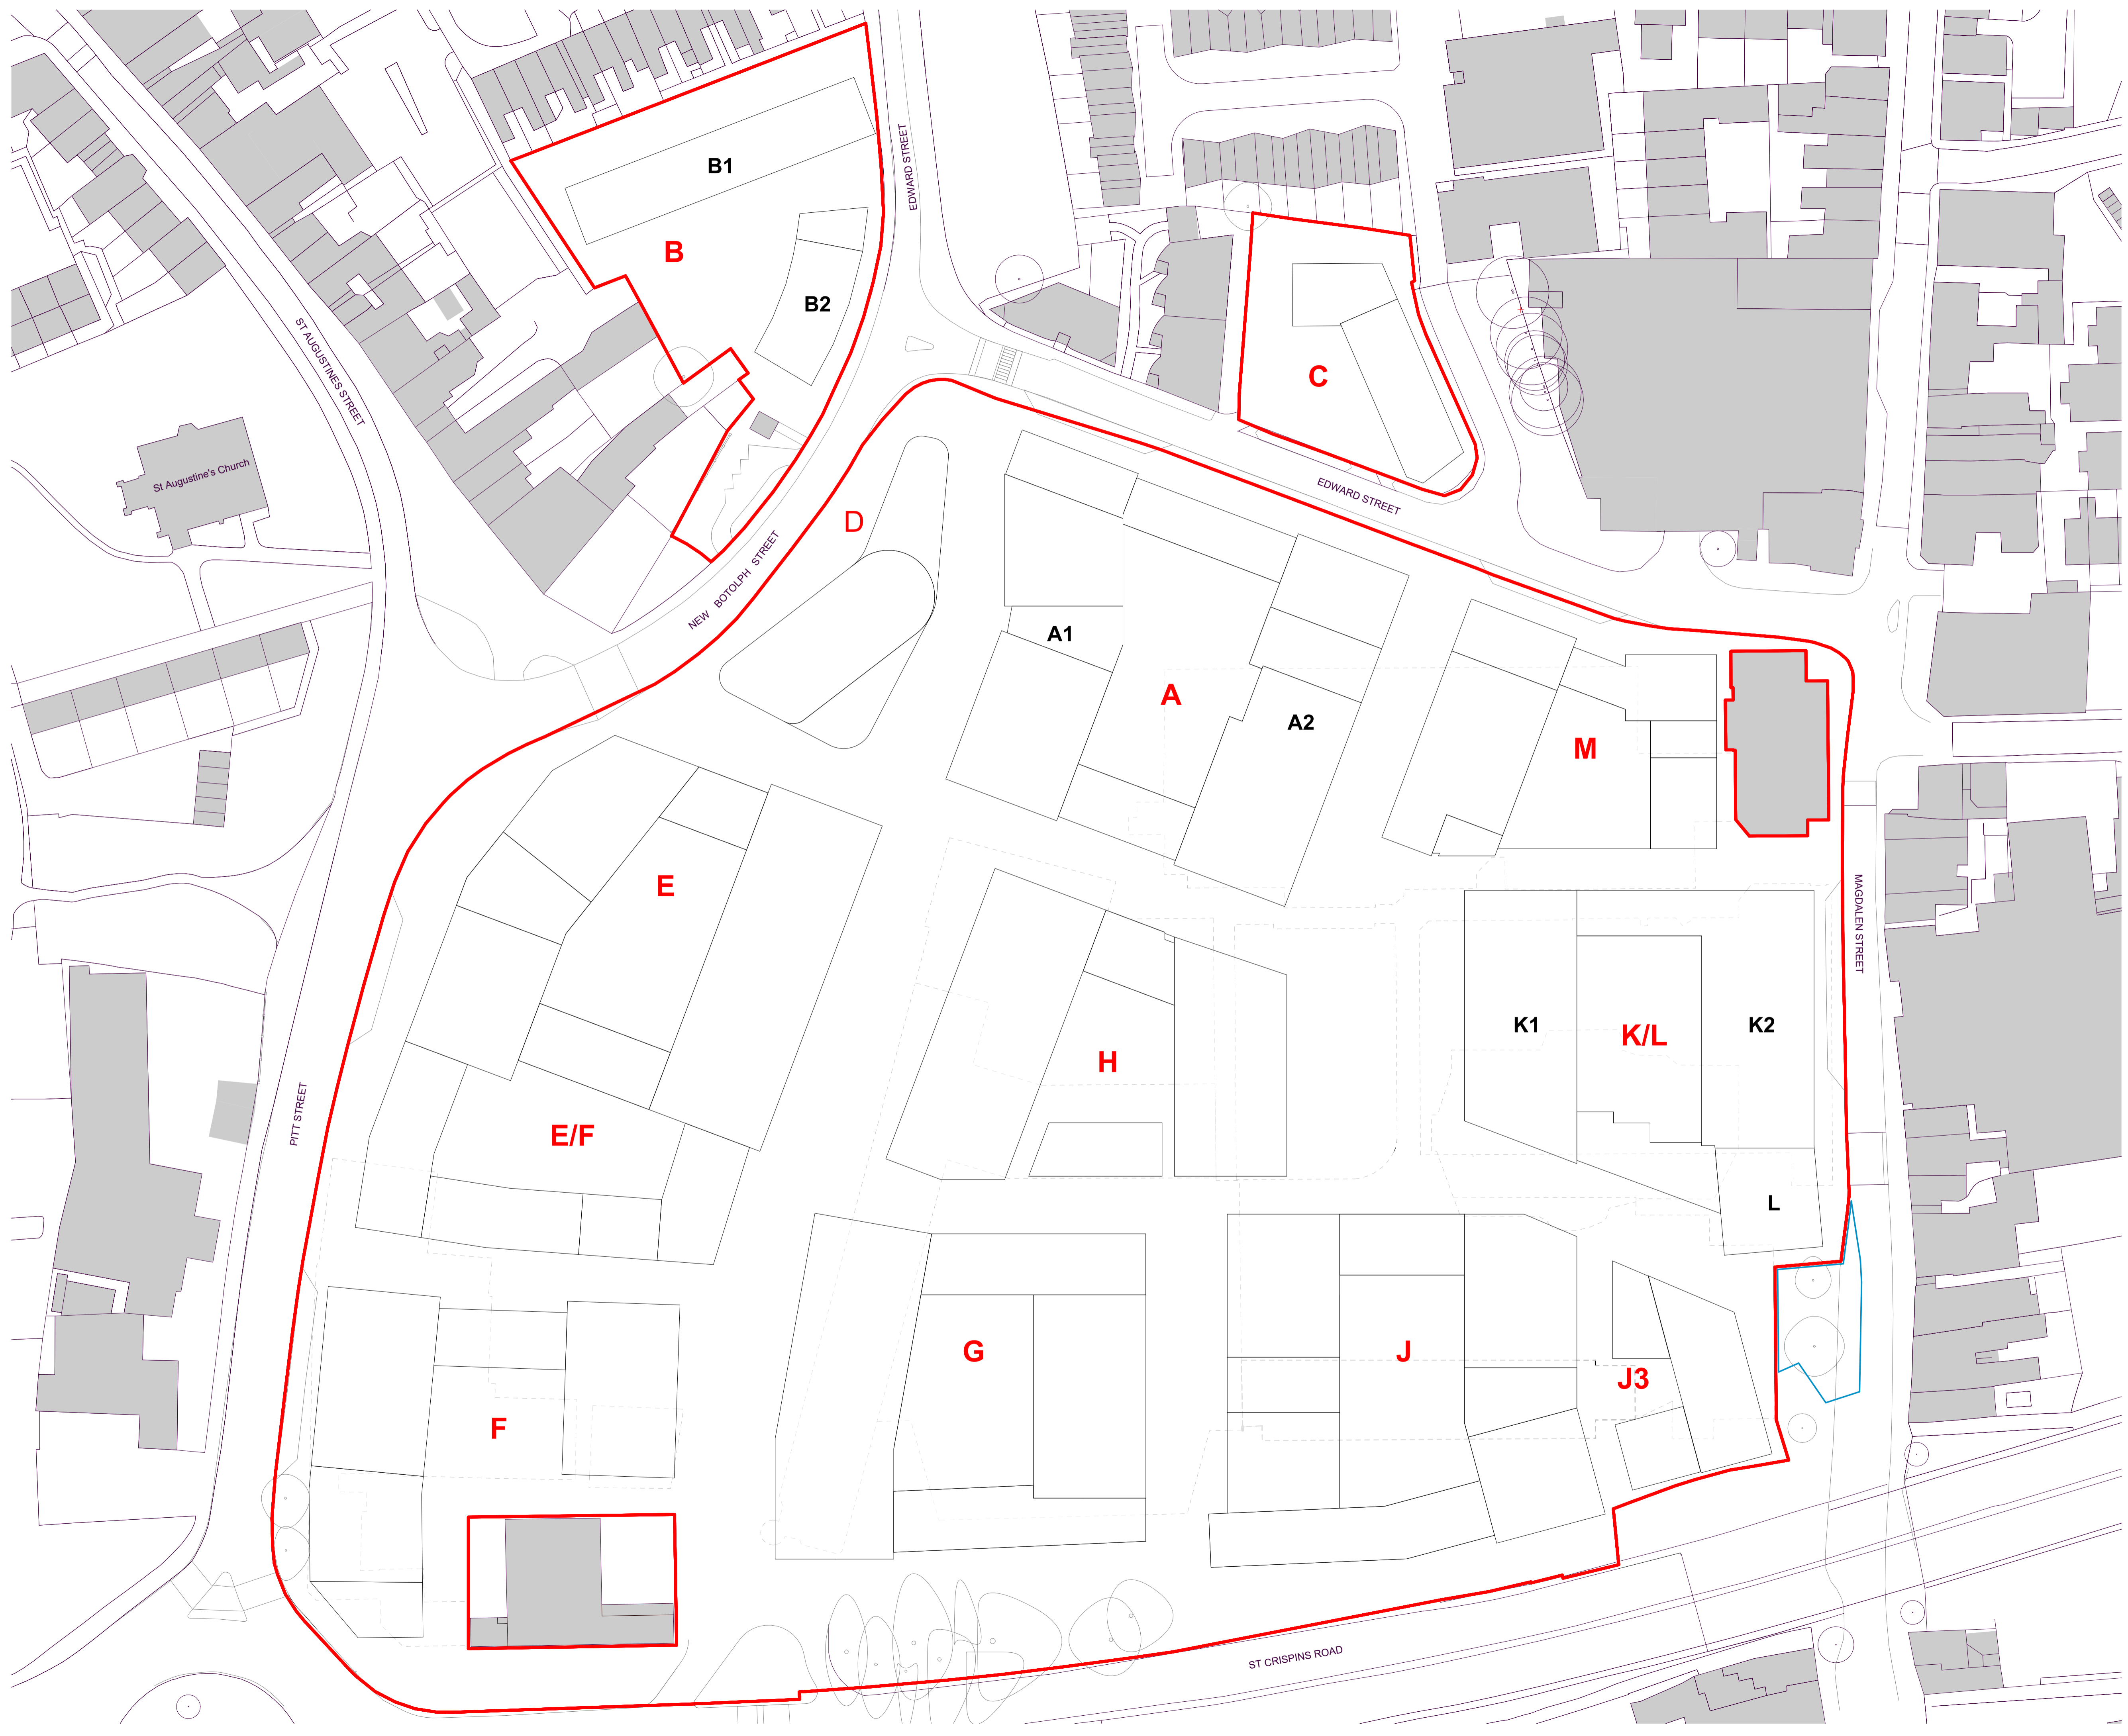 EDWARD STREET
B1
B
B2
ST AUGUSTINES STREET
C
St Augustine's Church
EDWARD STREET
D
NEW BOTOLPH STREET
A1
A
A2
M
E
MAGDALEN STREET
K1
K/L
K2
H
PITT STREET
E/F
L
G
J
J3
F
ST CRISPINS ROAD